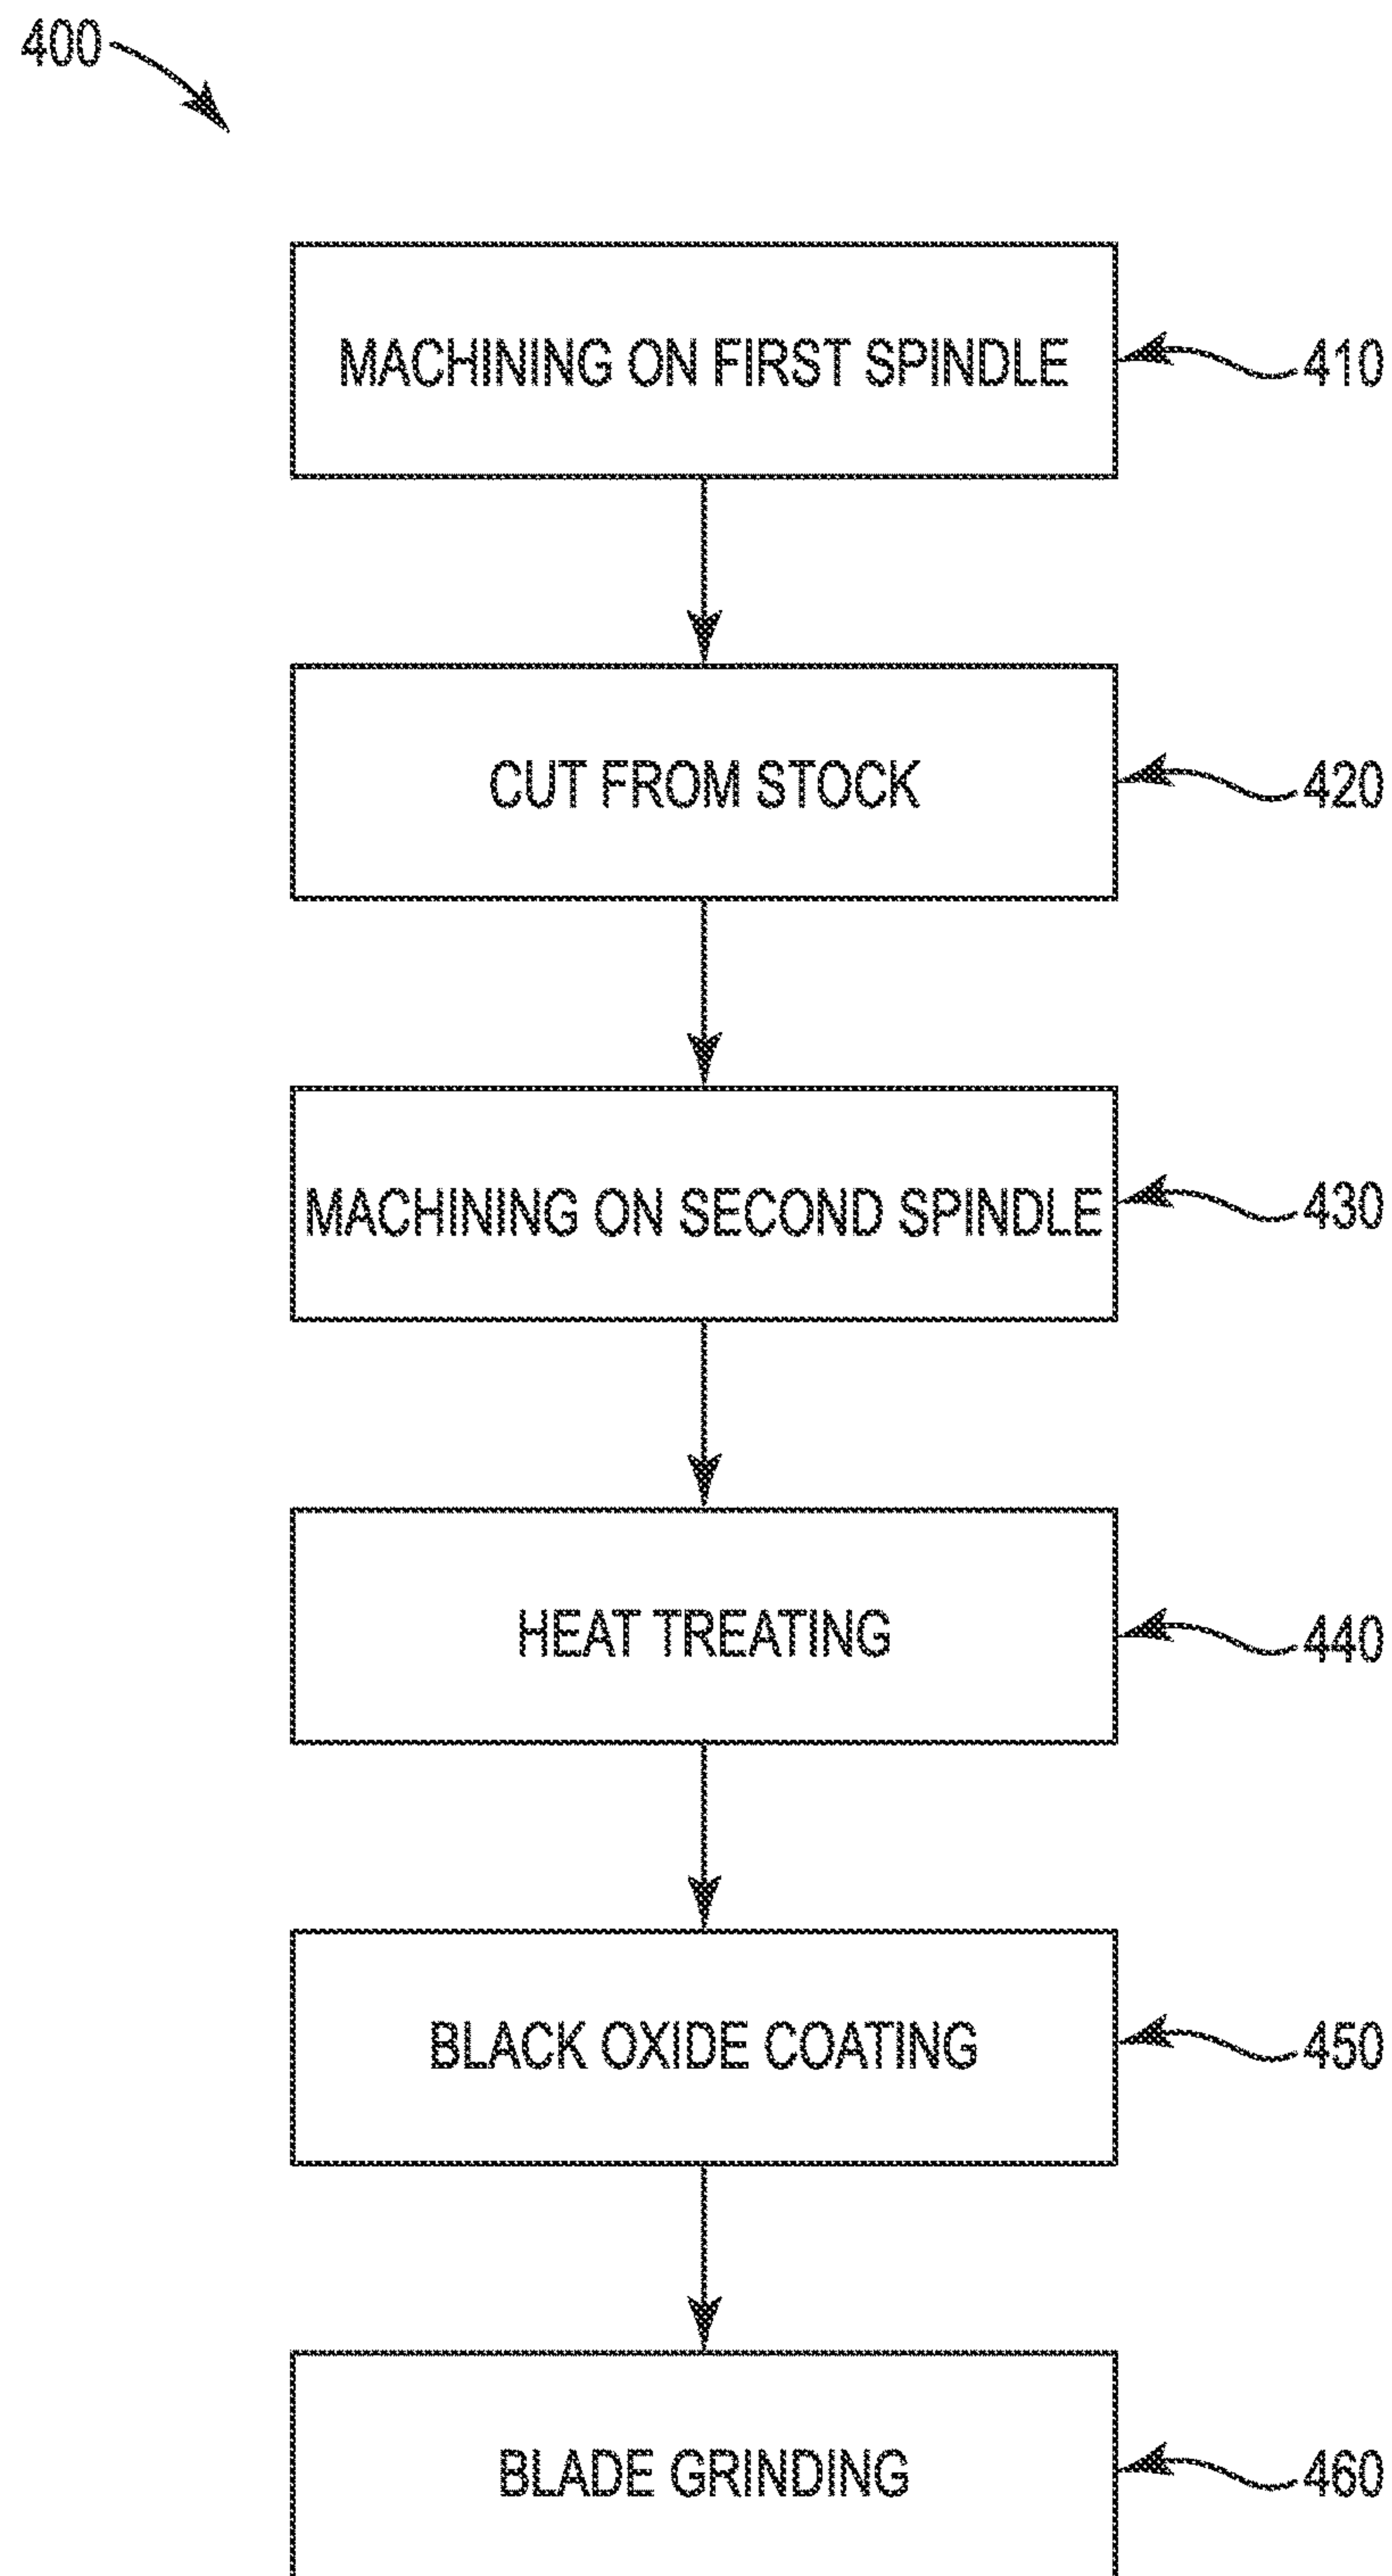 400
MACHINING ON FIRST SPINDLE
410
CUT FROM STOCK
420
MACHINING ON SECOND SPINDLE
430
HEAT TREATING
440
BLACK OXIDE COATING
450
BLADE GRINDING
460